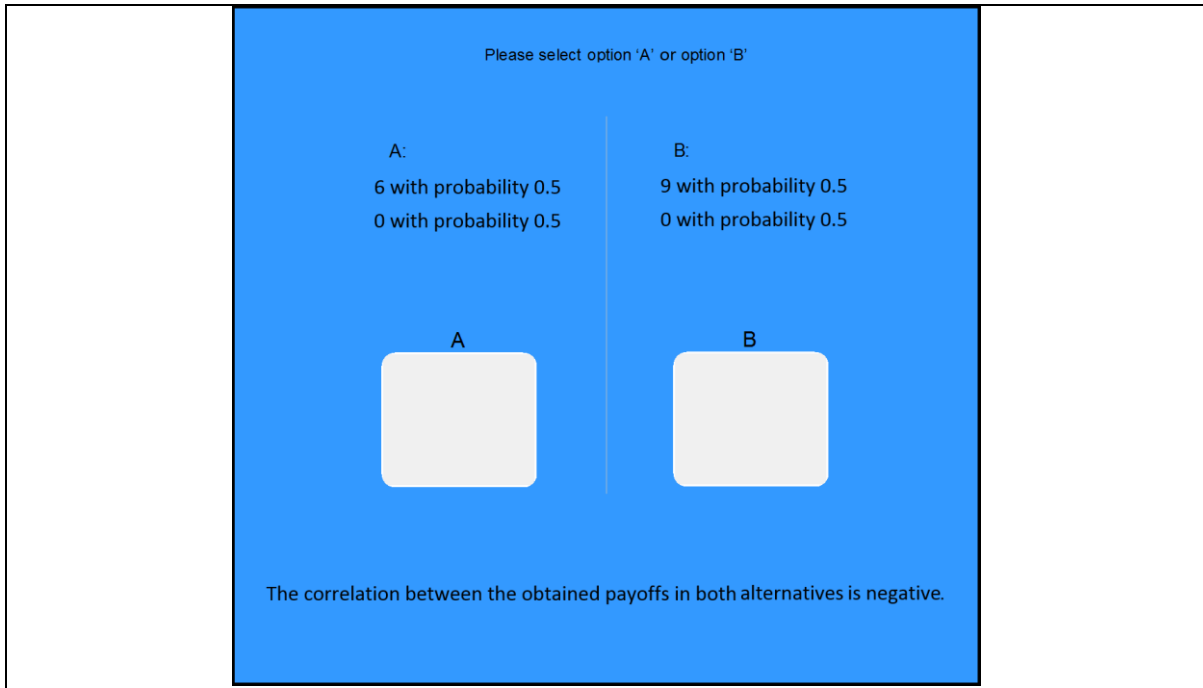 Please select option ‘A’ or option ‘B’
A:
6 with probability 0.5
0 with probability 0.5
B:
9 with probability 0.5
0 with probability 0.5
A
B
The correlation between the obtained payoffs in both alternatives is negative.